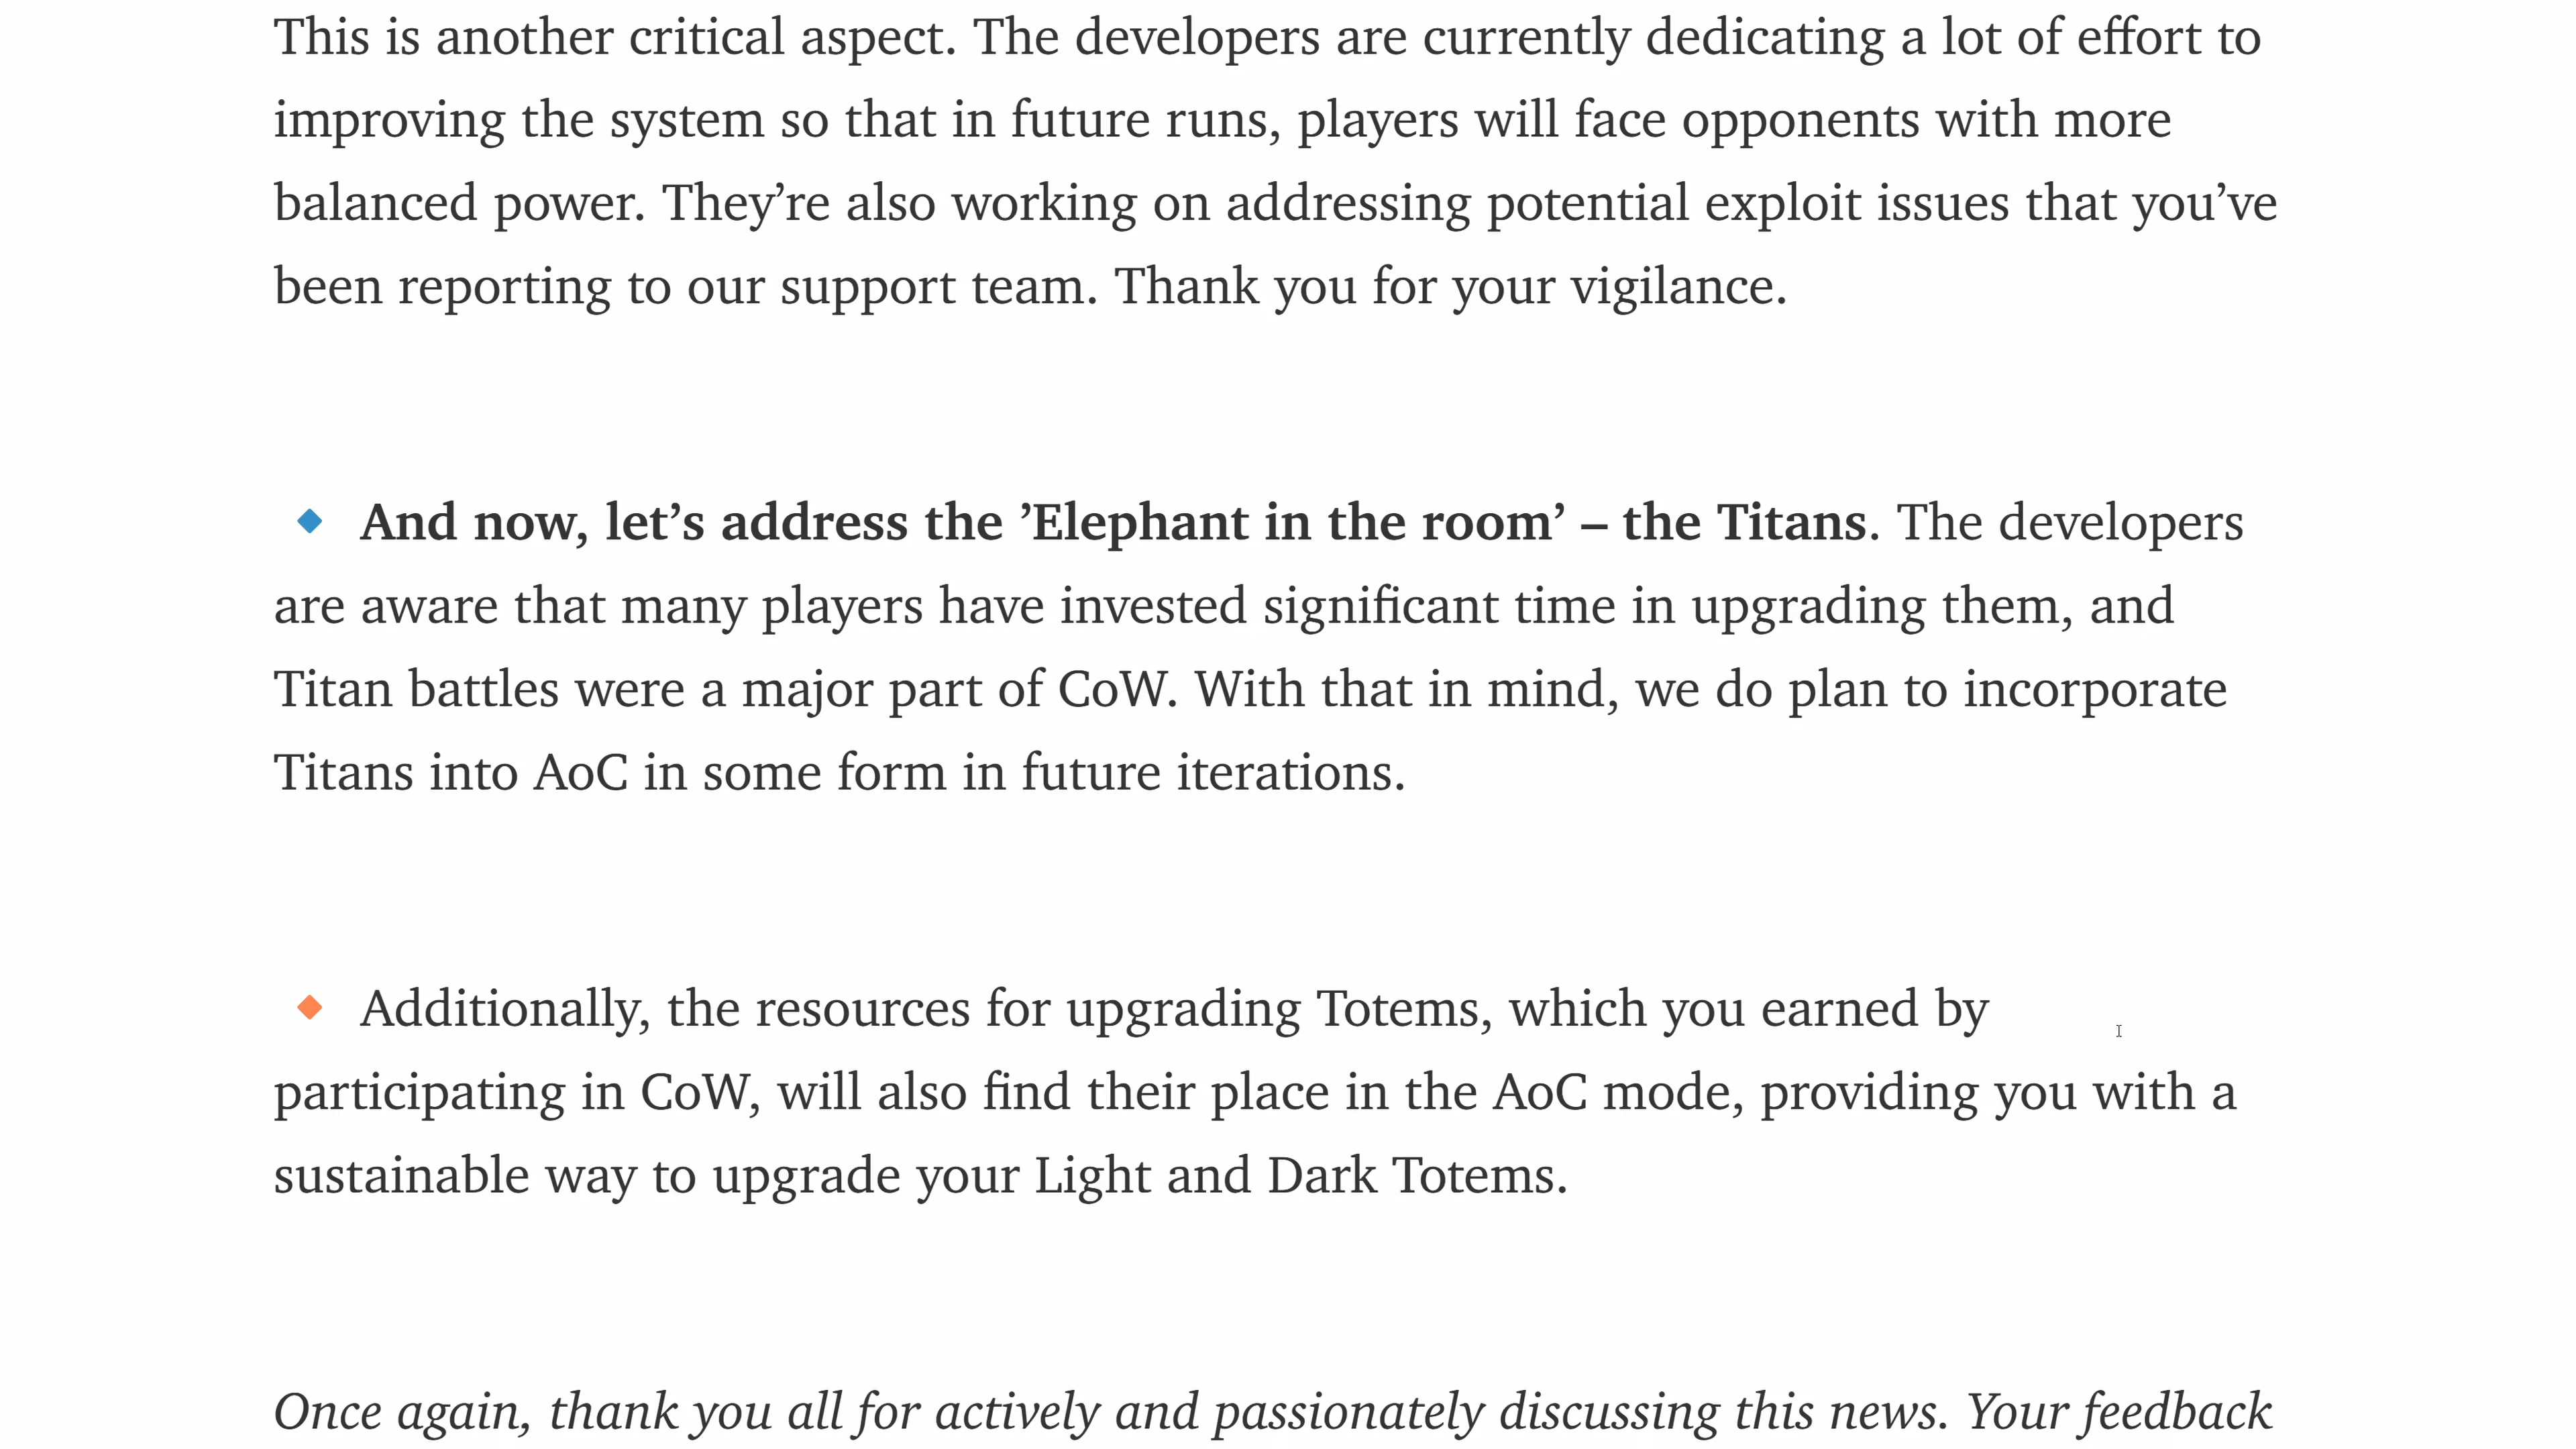 This is another critical aspect. The developers are currently dedicating a lot of effort to
improving the system so that in future runs, players will face opponents with more
balanced power. They’re also working on addressing potential exploit issues that you’ve
been reporting to our support team. Thank you for your vigilance.
And now, let’s address the ’Elephant in the room’ – the Titans. The developers
are aware that many players have invested significant time in upgrading them, and
Titan battles were a major part of CoW. With that in mind, we do plan to incorporate
Titans into AoC in some form in future iterations.
Additionally, the resources for upgrading Totems, which you earned by
participating in CoW, will also find their place in the AoC mode, providing you with a
sustainable way to upgrade your Light and Dark Totems.
Once again, thank you all for actively and passionately discussing this news. Your feedback